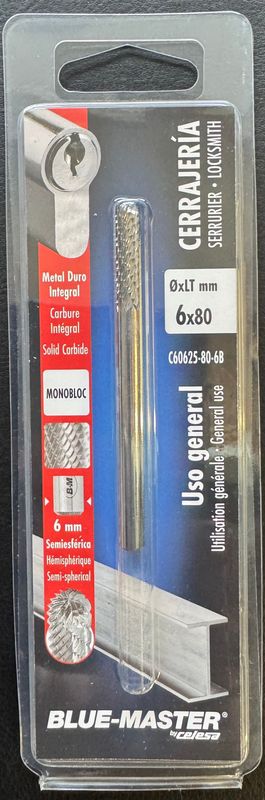 CERRAJERÍA
SERRURIER • LOCKSMITH
Metal Duro
Integral
Carbure
Intégral
Solid Carbide
MONOBLOC
B-M
6 mm
Semiesférica
Hémisphérique
Semi-spherical
ØxLT mm
6x80
C60625-80-6B
Uso general
Utilisation générale • General use
BLUE-MASTER®
by celesa